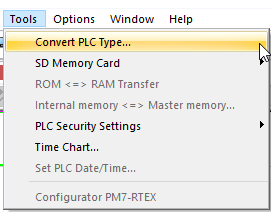 Tools Options Window Help
Convert PLC Type...
SD Memory Card
ROM <=> RAM Transfer
Internal memory <=> Master memory...
PLC Security Settings
Time Chart...
Set PLC Date/Time...
Configurator PM7-RTEX